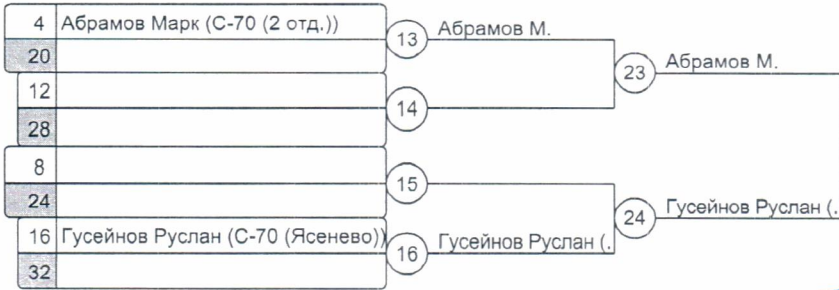 4 Абрамов Марк (С-70 (2 отд.))
20
13 Абрамов М.
12
28
14
23 Абрамов М.
8
24
15
16 Гусейнов Руслан (С-70 (Ясенево))
32
16 Гусейнов Руслан (.
24 Гусейнов Руслан (.